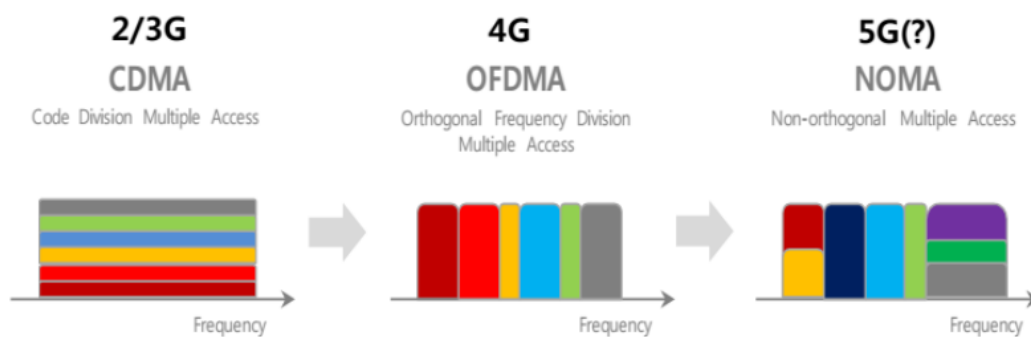 2/3G
CDMA
Code Division Multiple Access
Frequency
4G
OFDMA
Orthogonal Frequency Division
Multiple Access
Frequency
5G(?)
NOMA
Non-orthogonal Multiple Access
Frequency